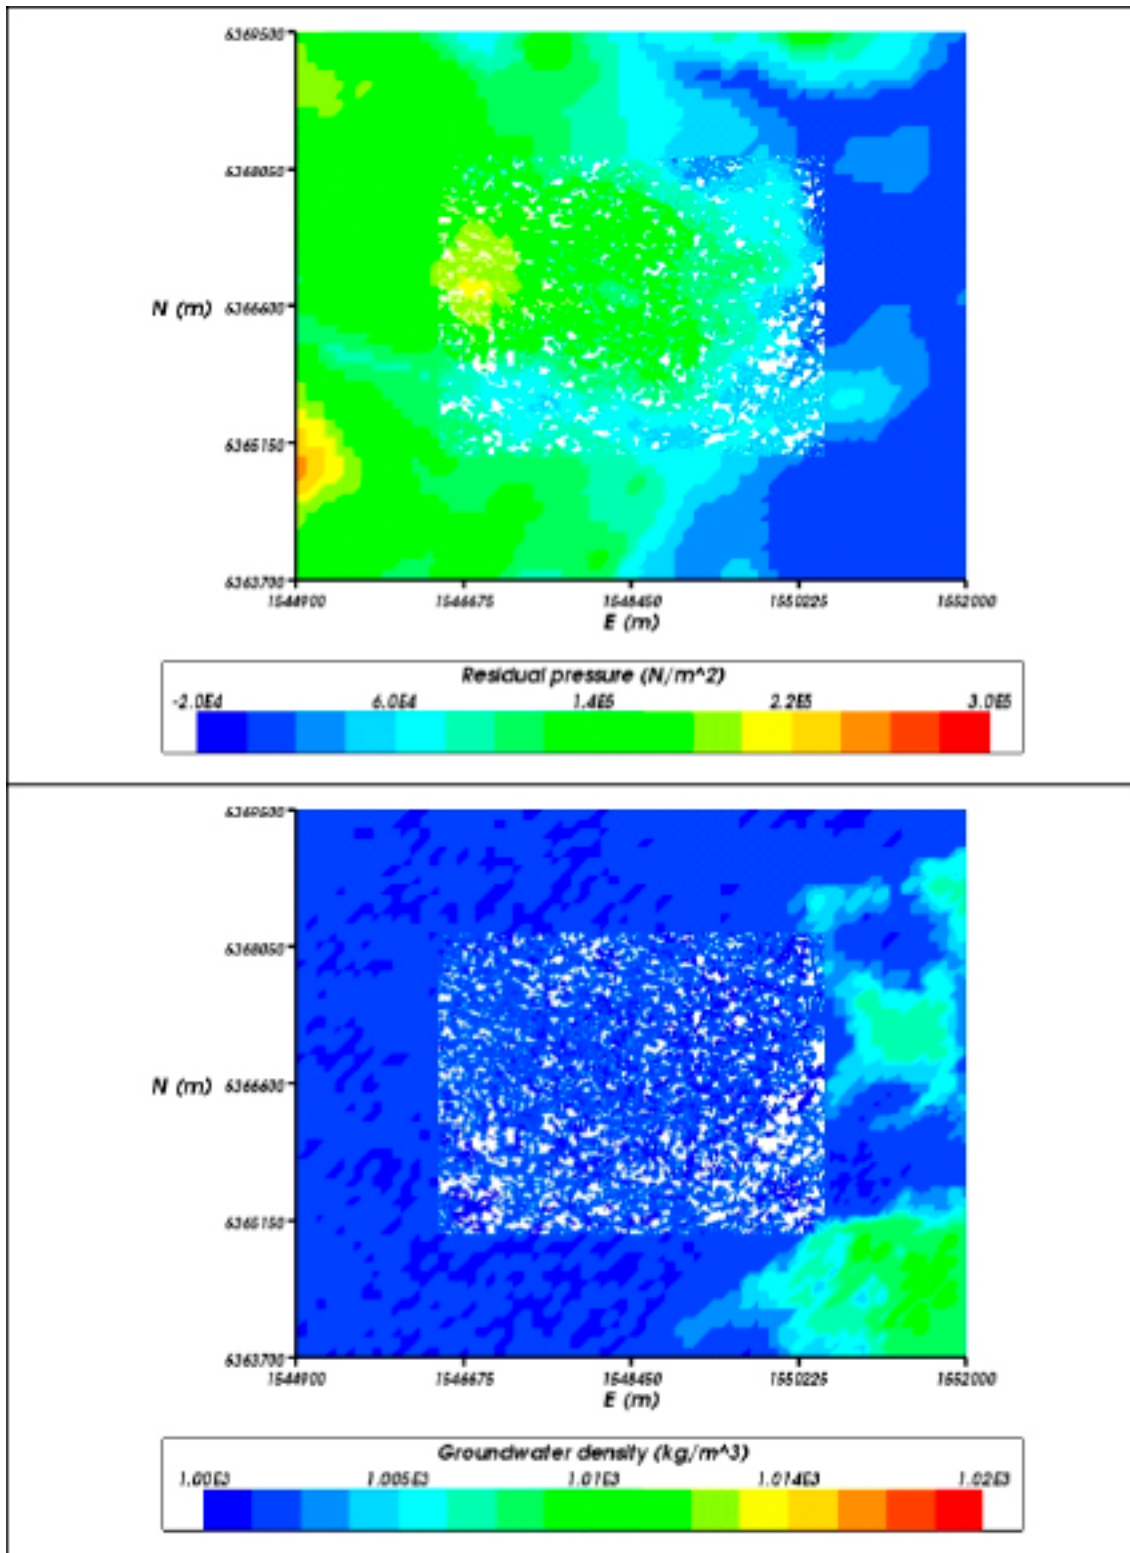 6369500
6368050
N (m) 6366600
6365150
6363700
1544900 1546675 1548450 1550225 1552000
E (m)
Residual pressure (N/m^2)
-2.0E4 6.0E4 1.4E5 2.2E5 3.0E5
6369500
6368050
N (m) 6366600
6365150
6363700
1544900 1546675 1548450 1550225 1552000
E (m)
Groundwater density (kg/m^3)
1.00E3 1.005E3 1.01E3 1.014E3 1.02E3